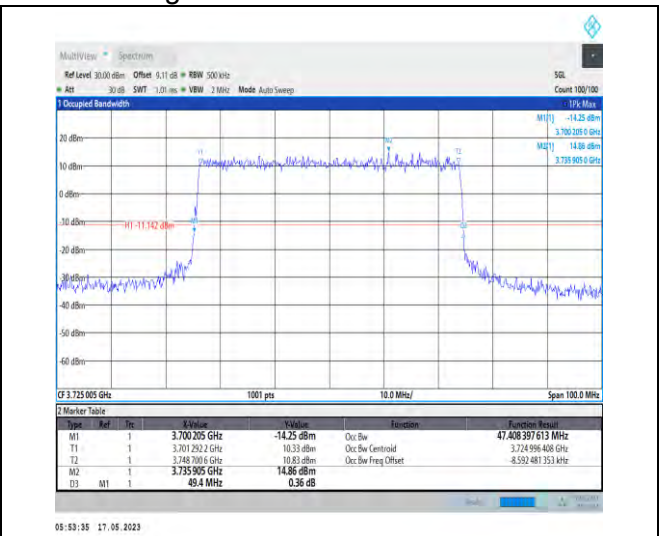 MultiView Spectrum
Ref Level 30.00 dBm Offset 9.11 dB RBW 500 kHz SGL
Att 30 dB SWT 1.01 ms VBW 2 MHz Mode Auto Sweep Count 100/100
1 Occupied Bandwidth 1Pk Max
M1[1] -14.25 dBm
3.700 205 0 GHz
M2[1] 14.86 dBm
3.735 905 0 GHz
20 dBm
T1
M2
T2
10 dBm
0 dBm
-10 dBm
H1 -11.142 dBm
-20 dBm
-30 dBm
-40 dBm
-50 dBm
-60 dBm
CF 3.725 005 GHz 1001 pts 10.0 MHz/ Span 100.0 MHz
2 Marker Table
Type Ref Trc X-Value Y-Value Function Function Result
M1 1 3.700 205 GHz -14.25 dBm Occ Bw 47.408 397 613 MHz
T1 1 3.701 292 2 GHz 10.33 dBm Occ Bw Centroid 3.724 996 408 GHz
T2 1 3.748 700 6 GHz 10.83 dBm Occ Bw Freq Offset -8.592 481 353 kHz
M2 1 3.735 905 GHz 14.86 dBm
D3 M1 1 49.4 MHz 0.36 dB
05:53:35 17.05.2023